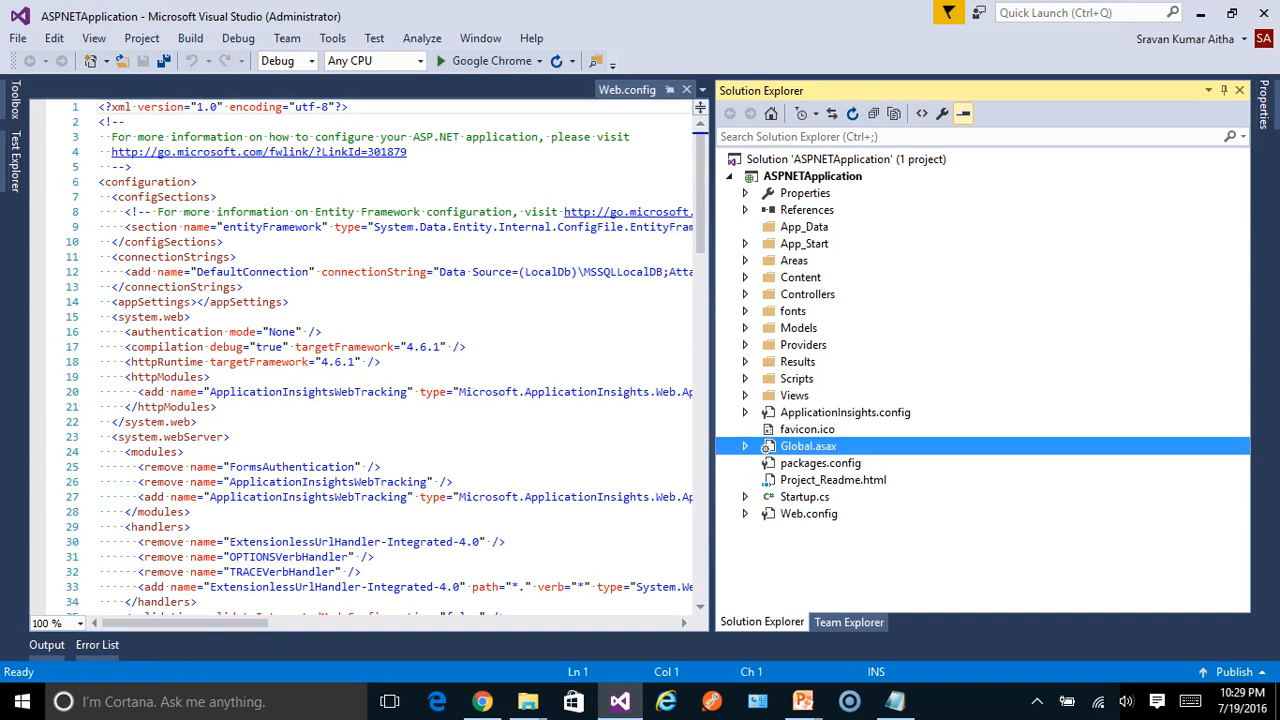 ASPNETApplication - Microsoft Visual Studio (Administrator)
Quick Launch (Ctrl+Q)
File Edit View Project Build Debug Team Tools Test Analyze Window Help
Sravan Kumar Aitha SA
Debug Any CPU Google Chrome
Toolbox
Test Explorer
Web.config
1 <?xml version="1.0" encoding="utf-8"?>
2 <!--
3 For more information on how to configure your ASP.NET application, please visit
4 http://go.microsoft.com/fwlink/?LinkId=301879
5 -->
6 <configuration>
7 <configSections>
8 <!-- For more information on Entity Framework configuration, visit http://go.microsoft.
9 <section name="entityFramework" type="System.Data.Entity.Internal.ConfigFile.EntityFram
10 </configSections>
11 <connectionStrings>
12 <add name="DefaultConnection" connectionString="Data Source=(LocalDb)\MSSQLLocalDB;Atta
13 </connectionStrings>
14 <appSettings></appSettings>
15 <system.web>
16 <authentication mode="None" />
17 <compilation debug="true" targetFramework="4.6.1" />
18 <httpRuntime targetFramework="4.6.1" />
19 <httpModules>
20 <add name="ApplicationInsightsWebTracking" type="Microsoft.ApplicationInsights.Web.Ap
21 </httpModules>
22 </system.web>
23 <system.webServer>
24 <modules>
25 <remove name="FormsAuthentication" />
26 <remove name="ApplicationInsightsWebTracking" />
27 <add name="ApplicationInsightsWebTracking" type="Microsoft.ApplicationInsights.Web.Ap
28 </modules>
29 <handlers>
30 <remove name="ExtensionlessUrlHandler-Integrated-4.0" />
31 <remove name="OPTIONSVerbHandler" />
32 <remove name="TRACEVerbHandler" />
33 <add name="ExtensionlessUrlHandler-Integrated-4.0" path="*." verb="*" type="System.We
34 </handlers>
100 %
Solution Explorer
Search Solution Explorer (Ctrl+;)
Solution 'ASPNETApplication' (1 project)
ASPNETApplication
Properties
References
App_Data
App_Start
Areas
Content
Controllers
fonts
Models
Providers
Results
Scripts
Views
ApplicationInsights.config
favicon.ico
Global.asax
packages.config
Project_Readme.html
Startup.cs
Web.config
Solution Explorer Team Explorer
Properties
Output Error List
Ready Ln 1 Col 1 Ch 1 INS Publish
I'm Cortana. Ask me anything.
10:29 PM
7/19/2016